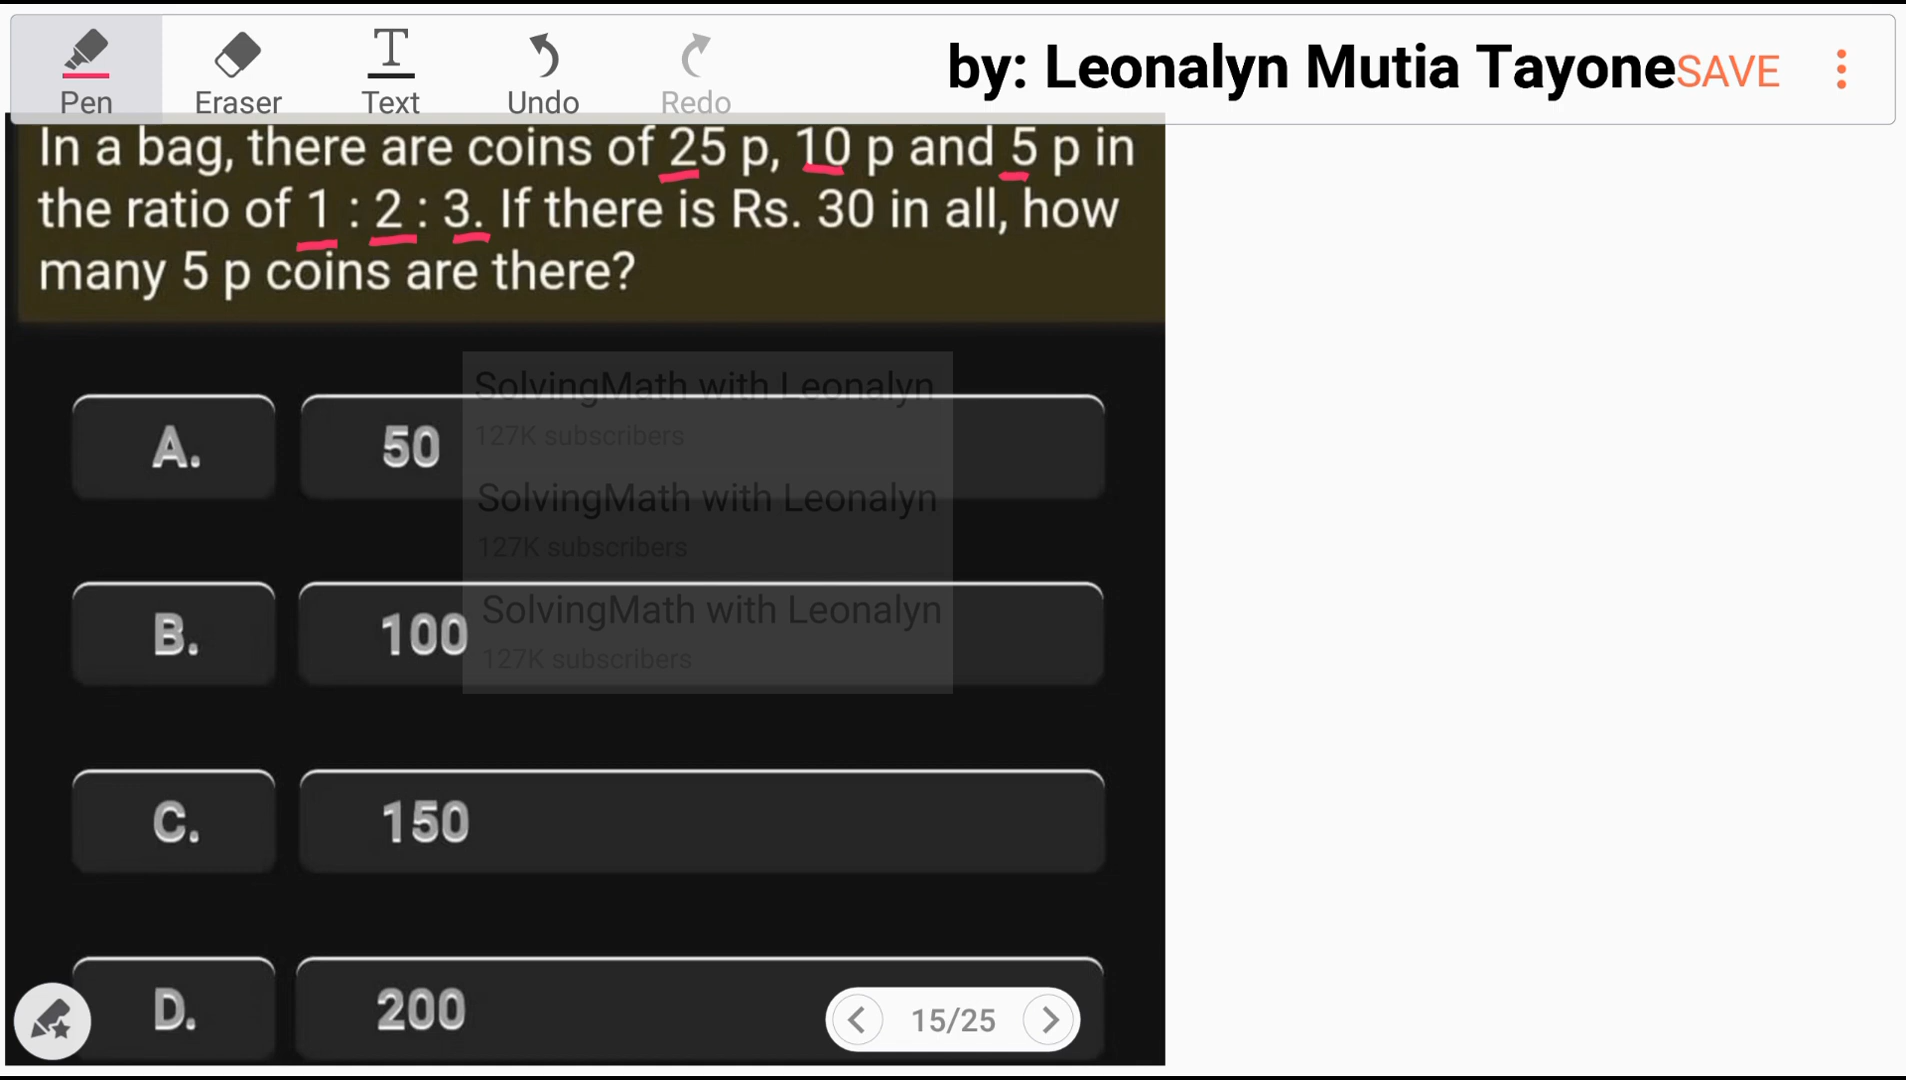 Pen
Eraser
Text
Undo
Redo
by: Leonalyn Mutia Tayone
SAVE
In a bag, there are coins of 25 p, 10 p and 5 p in
the ratio of 1 : 2 : 3. If there is Rs. 30 in all, how
many 5 p coins are there?
SolvingMath with Leonalyn
127K subscribers
A. 50
SolvingMath with Leonalyn
127K subscribers
SolvingMath with Leonalyn
B. 100
127K subscribers
C. 150
D. 200
15/25